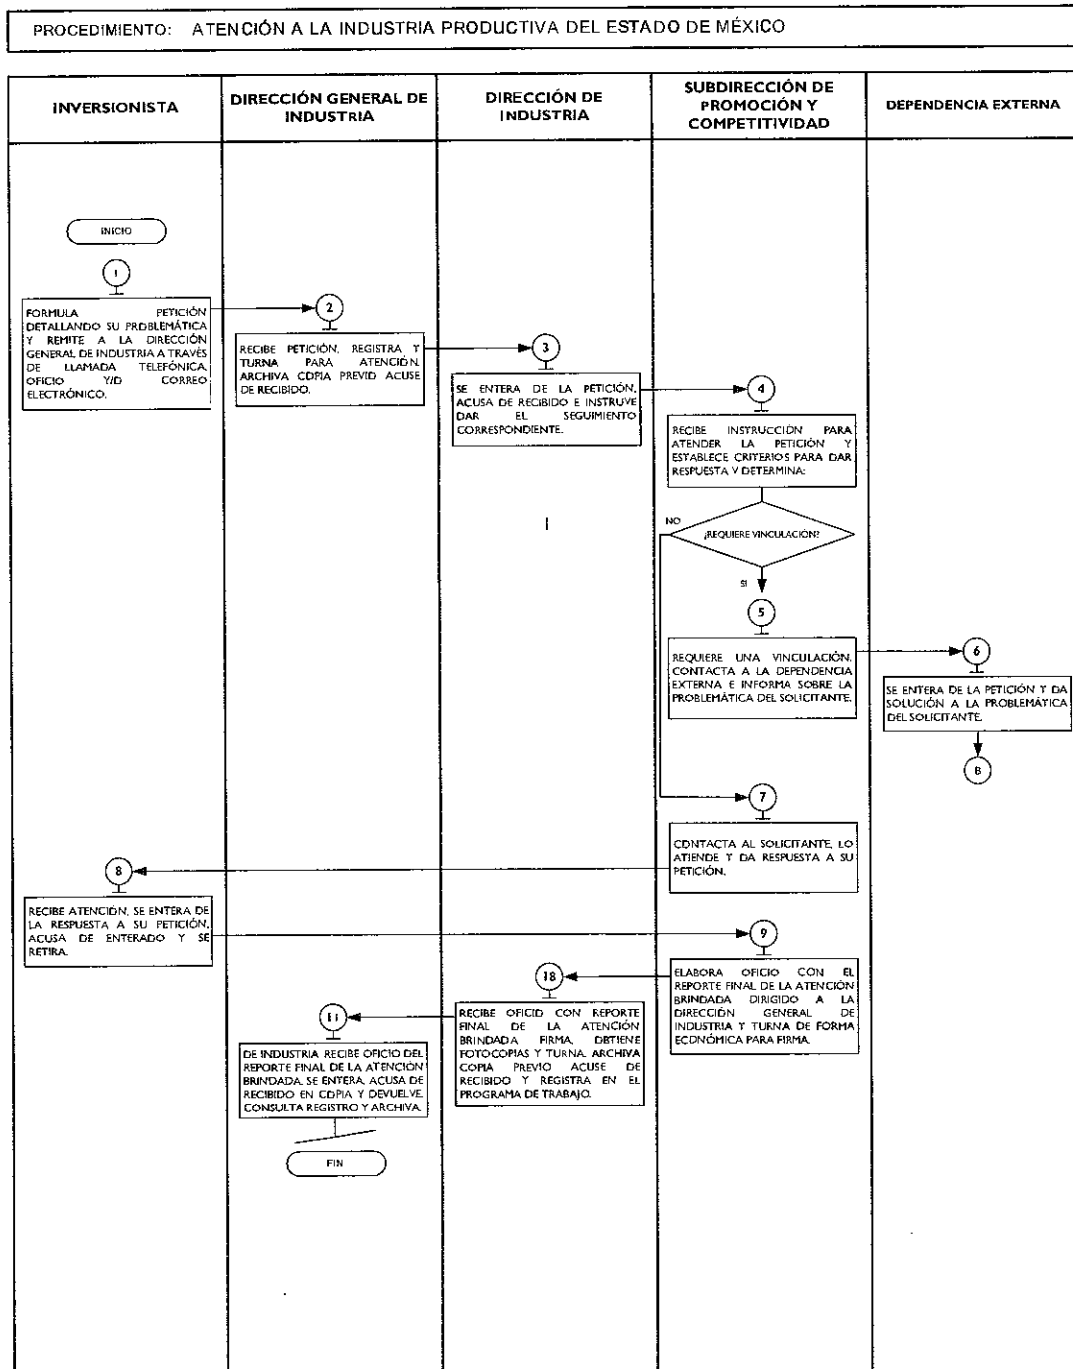 PROCEDIMIENTO: ATENCIÓN A LA INDUSTRIA PRODUCTIVA DEL ESTADO DE MÉXICO
INVERSIONISTA
DIRECCIÓN GENERAL DE
INDUSTRIA
DIRECCIÓN DE
INDUSTRIA
SUBDIRECCIÓN DE
PROMOCIÓN Y
COMPETITIVIDAD
DEPENDENCIA EXTERNA
INICIO
1
FORMULA PETICIÓN
DETALLANDO SU PROBLEMÁTICA
Y REMITE A LA DIRECCIÓN
GENERAL DE INDUSTRIA A TRAVÉS
DE LLAMADA TELEFÓNICA,
OFICIO Y/O CORREO
ELECTRÓNICO.
2
RECIBE PETICIÓN, REGISTRA Y
TURNA PARA ATENCIÓN.
ARCHIVA COPIA PREVIO ACUSE
DE RECIBIDO.
3
SE ENTERA DE LA PETICIÓN,
ACUSA DE RECIBIDO E INSTRUYE
DAR EL SEGUIMIENTO
CORRESPONDIENTE.
4
RECIBE INSTRUCCIÓN PARA
ATENDER LA PETICIÓN Y
ESTABLECE CRITERIOS PARA DAR
RESPUESTA Y DETERMINA:
NO
¿REQUIERE VINCULACIÓN?
SI
5
REQUIERE UNA VINCULACIÓN,
CONTACTA A LA DEPENDENCIA
EXTERNA E INFORMA SOBRE LA
PROBLEMÁTICA DEL SOLICITANTE.
6
SE ENTERA DE LA PETICIÓN Y DA
SOLUCIÓN A LA PROBLEMÁTICA
DEL SOLICITANTE.
B
7
CONTACTA AL SOLICITANTE, LO
ATIENDE Y DA RESPUESTA A SU
PETICIÓN.
8
RECIBE ATENCIÓN, SE ENTERA DE
LA RESPUESTA A SU PETICIÓN,
ACUSA DE ENTERADO Y SE
RETIRA.
9
ELABORA OFICIO CON EL
REPORTE FINAL DE LA ATENCIÓN
BRINDADA DIRIGIDO A LA
DIRECCIÓN GENERAL DE
INDUSTRIA Y TURNA DE FORMA
ECONÓMICA PARA FIRMA.
18
RECIBE OFICIO CON REPORTE
FINAL DE LA ATENCIÓN
BRINDADA FIRMA, OBTIENE
FOTOCOPIAS Y TURNA. ARCHIVA
COPIA PREVIO ACUSE DE
RECIBIDO Y REGISTRA EN EL
PROGRAMA DE TRABAJO.
11
DE INDUSTRIA RECIBE OFICIO DEL
REPORTE FINAL DE LA ATENCIÓN
BRINDADA, SE ENTERA, ACUSA DE
RECIBIDO EN COPIA Y DEVUELVE.
CONSULTA REGISTRO Y ARCHIVA.
FIN